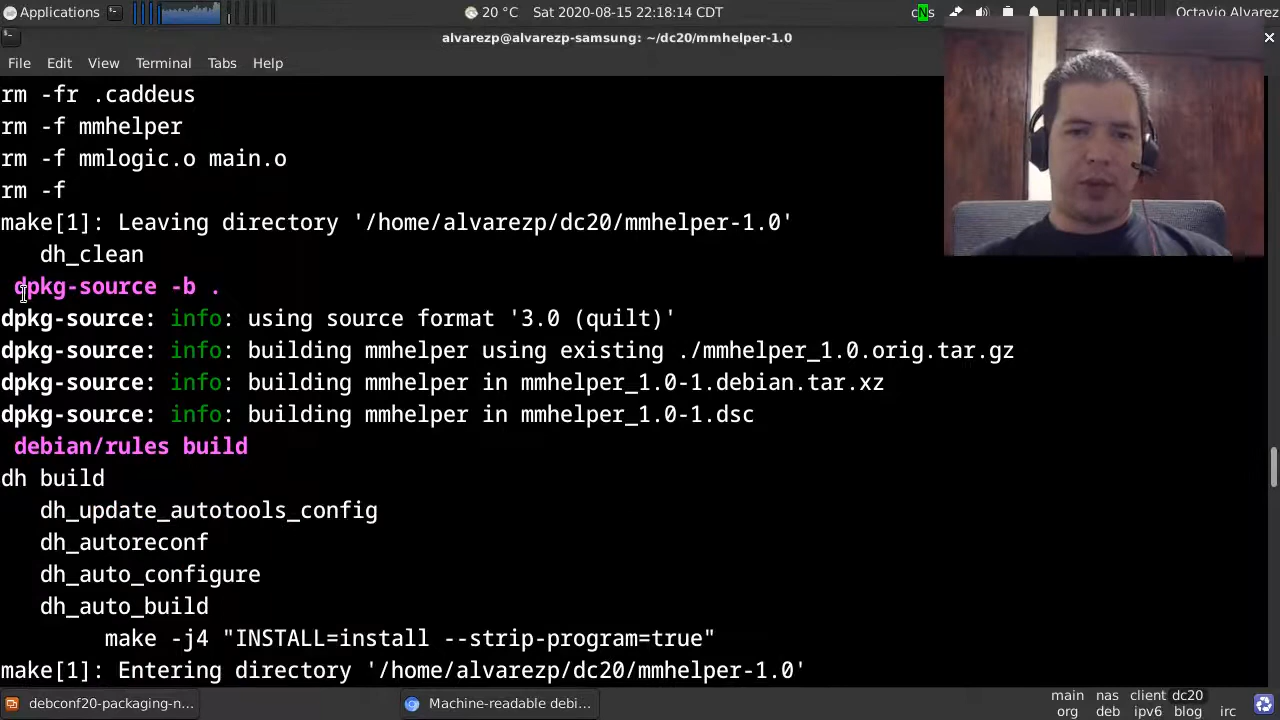 Applications
20 °C Sat 2020-08-15 22:18:14 CDT
cNs
Octavio Alvarez
alvarezp@alvarezp-samsung: ~/dc20/mmhelper-1.0
File Edit View Terminal Tabs Help
rm -fr .caddeus
rm -f mmhelper
rm -f mmlogic.o main.o
rm -f
make[1]: Leaving directory '/home/alvarezp/dc20/mmhelper-1.0'
dh_clean
dpkg-source -b .
dpkg-source: info: using source format '3.0 (quilt)'
dpkg-source: info: building mmhelper using existing ./mmhelper_1.0.orig.tar.gz
dpkg-source: info: building mmhelper in mmhelper_1.0-1.debian.tar.xz
dpkg-source: info: building mmhelper in mmhelper_1.0-1.dsc
debian/rules build
dh build
dh_update_autotools_config
dh_autoreconf
dh_auto_configure
dh_auto_build
make -j4 "INSTALL=install --strip-program=true"
make[1]: Entering directory '/home/alvarezp/dc20/mmhelper-1.0'
debconf20-packaging-n...
Machine-readable debi...
main nas client dc20
org deb ipv6 blog irc